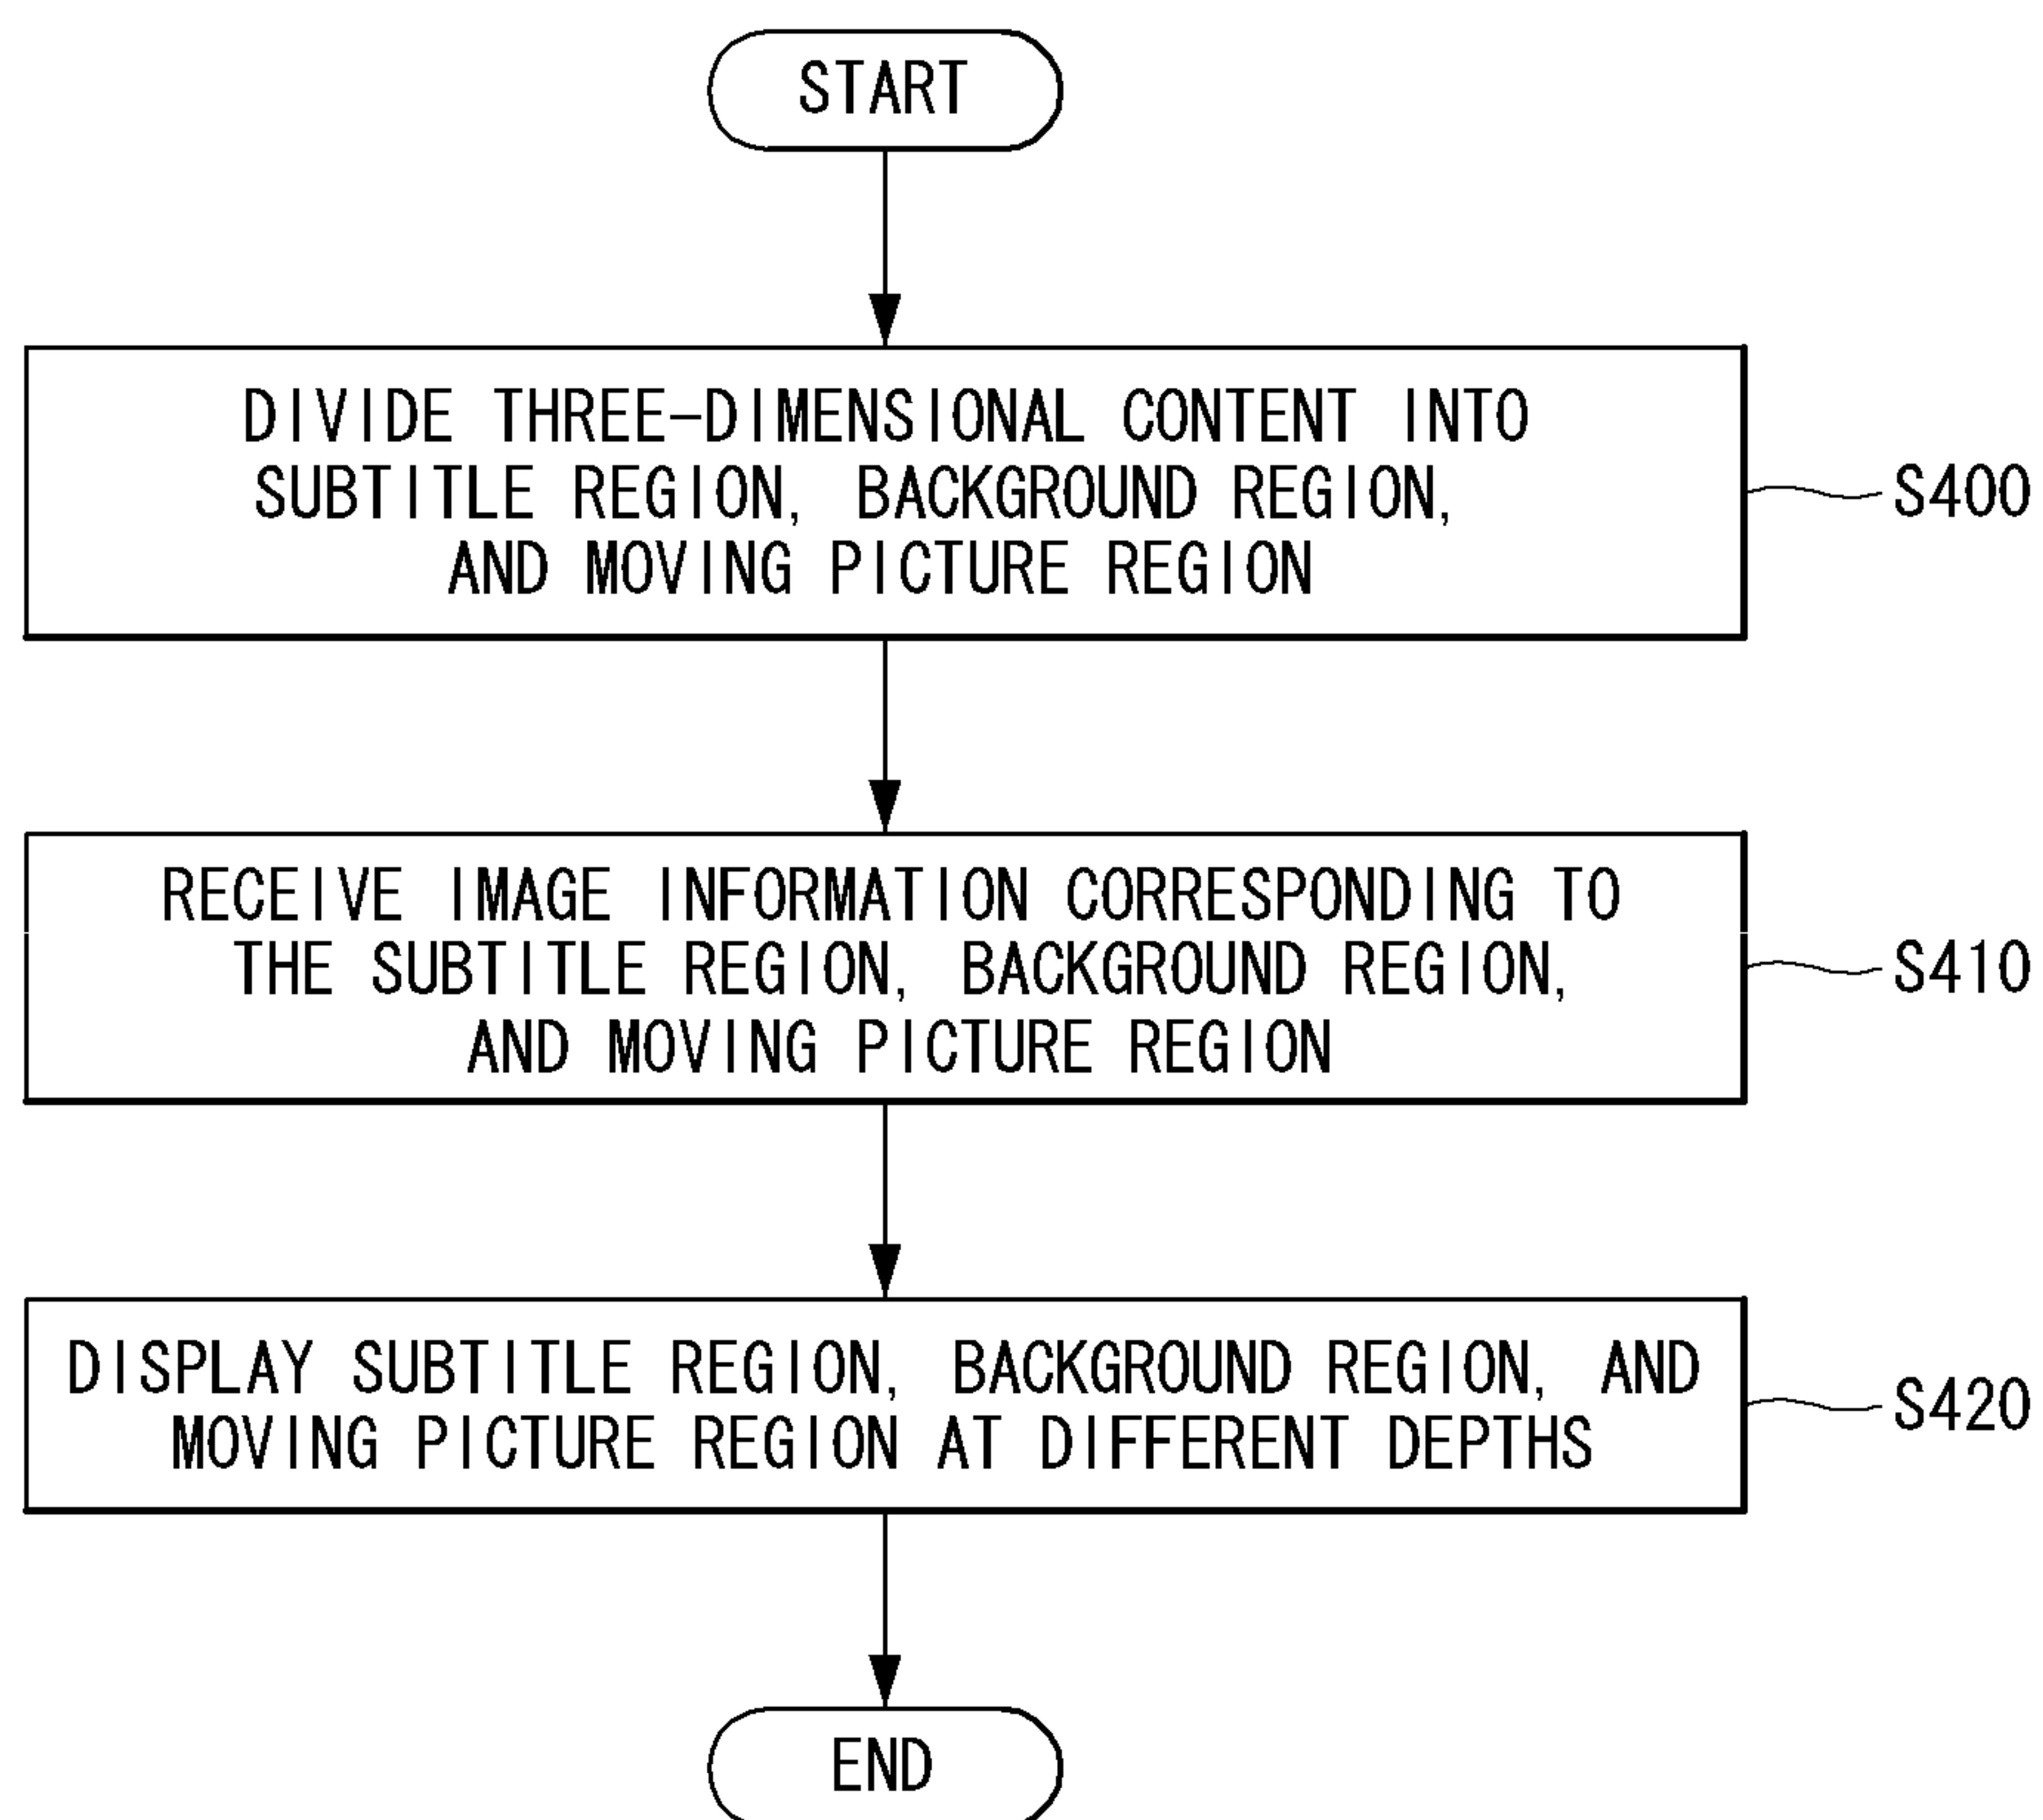 START
DIVIDE THREE-DIMENSIONAL CONTENT INTO
SUBTITLE REGION, BACKGROUND REGION,
AND MOVING PICTURE REGION
S400
RECEIVE IMAGE INFORMATION CORRESPONDING TO
THE SUBTITLE REGION, BACKGROUND REGION,
AND MOVING PICTURE REGION
S410
DISPLAY SUBTITLE REGION, BACKGROUND REGION, AND
MOVING PICTURE REGION AT DIFFERENT DEPTHS
S420
END